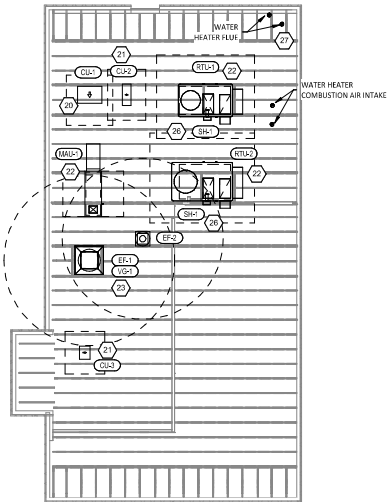 WATER
HEATER FLUE
27
21
RTU-1
CU-1
CU-2
22
WATER HEATER
COMBUSTION AIR INTAKE
20
26
SH-1
MAU-1
RTU-2
22
22
SH-1
26
EF-2
EF-1
VG-1
23
21
CU-3